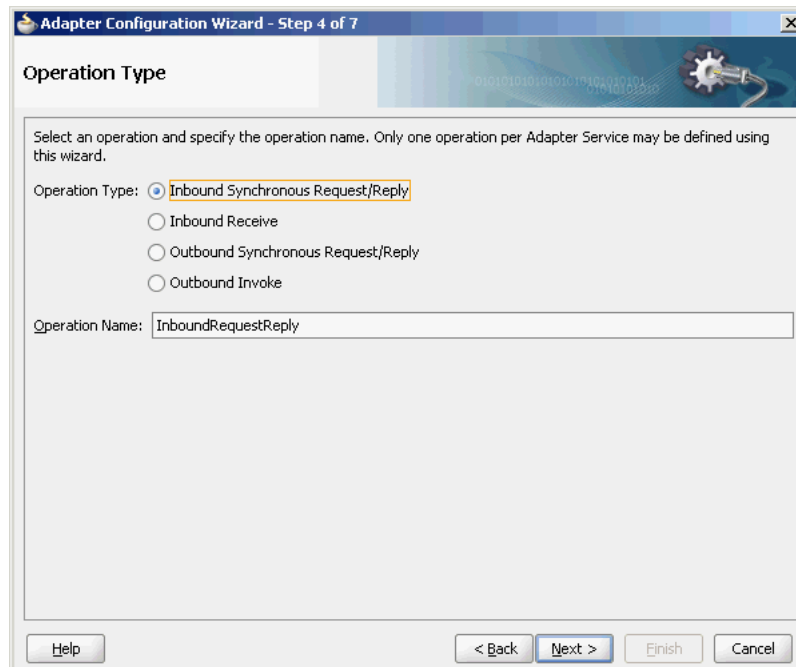 Adapter Configuration Wizard - Step 4 of 7
Operation Type
Select an operation and specify the operation name. Only one operation per Adapter Service may be defined using
this wizard.
Operation Type: Inbound Synchronous Request/Reply
Inbound Receive
Outbound Synchronous Request/Reply
Outbound Invoke
Operation Name: InboundRequestReply
Help < Back Next > Finish Cancel